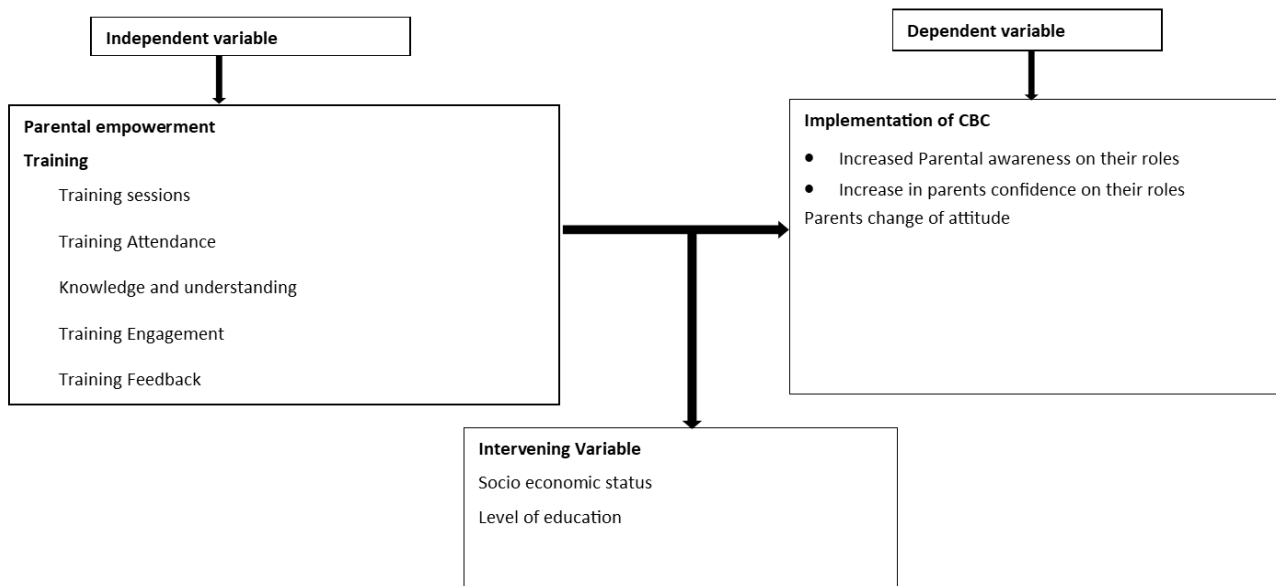 Independent variable
Dependent variable
Parental empowerment
Training
Training sessions
Training Attendance
Knowledge and understanding
Training Engagement
Training Feedback
Implementation of CBC
● Increased Parental awareness on their roles
● Increase in parents confidence on their roles
Parents change of attitude
Intervening Variable
Socio economic status
Level of education